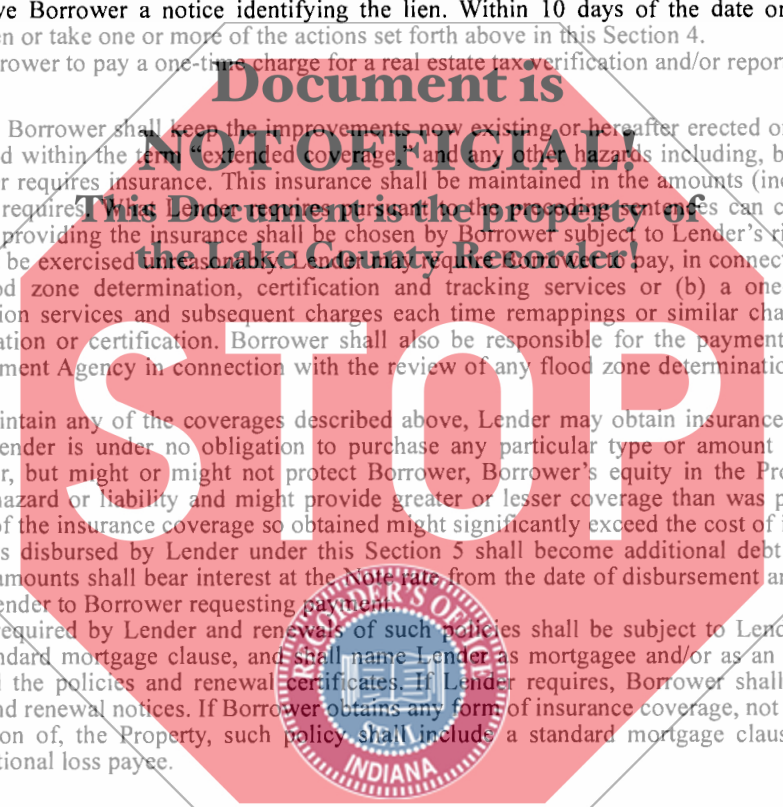 ve Borrower a notice identifying the lien. Within 10 days of the date on
en or take one or more of the actions set forth above in this Section 4.
rower to pay a one-time charge for a real estate tax verification and/or repor
Document is
Borrower shall keep the improvements now existing or hereafter erected o
NOT OFFICIAL!
d within the term “extended coverage,” and any other hazards including, b
r requires insurance. This insurance shall be maintained in the amounts (inc
This Document is the property of
requires. What Lender requires pursuant to the preceding sentences can c
providing the insurance shall be chosen by Borrower subject to Lender’s ri
the Lake County Recorder!
be exercised unreasonably. Lender may require Borrower to pay, in connec
od zone determination, certification and tracking services or (b) a one
ion services and subsequent charges each time remappings or similar cha
ation or certification. Borrower shall also be responsible for the payment
ment Agency in connection with the review of any flood zone determinatio
STOP
intain any of the coverages described above, Lender may obtain insurance
ender is under no obligation to purchase any particular type or amount
r, but might or might not protect Borrower, Borrower’s equity in the Pro
hazard or liability and might provide greater or lesser coverage than was p
of the insurance coverage so obtained might significantly exceed the cost of
s disbursed by Lender under this Section 5 shall become additional debt
amounts shall bear interest at the Note rate from the date of disbursement an
ender to Borrower requesting payment.
required by Lender and renewals of such policies shall be subject to Lend
ndard mortgage clause, and shall name Lender as mortgagee and/or as an
d the policies and renewal certificates. If Lender requires, Borrower shall
nd renewal notices. If Borrower obtains any form of insurance coverage, not
on of, the Property, such policy shall include a standard mortgage claus
tional loss payee.
RECORDER'S OFFICE
SEAL
INDIANA